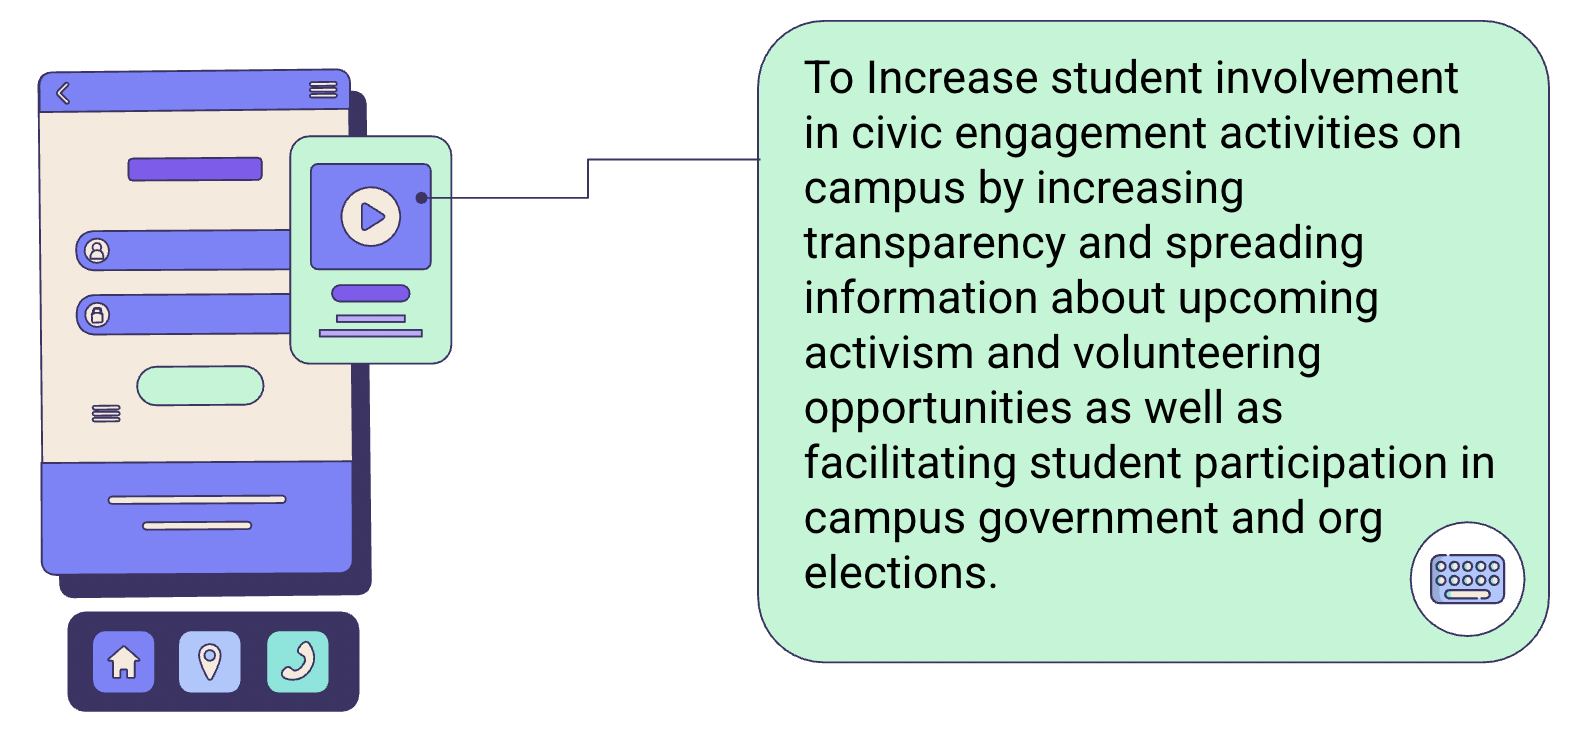 To Increase student involvement
in civic engagement activities on
campus by increasing
transparency and spreading
information about upcoming
activism and volunteering
opportunities as well as
facilitating student participation in
campus government and org
elections.